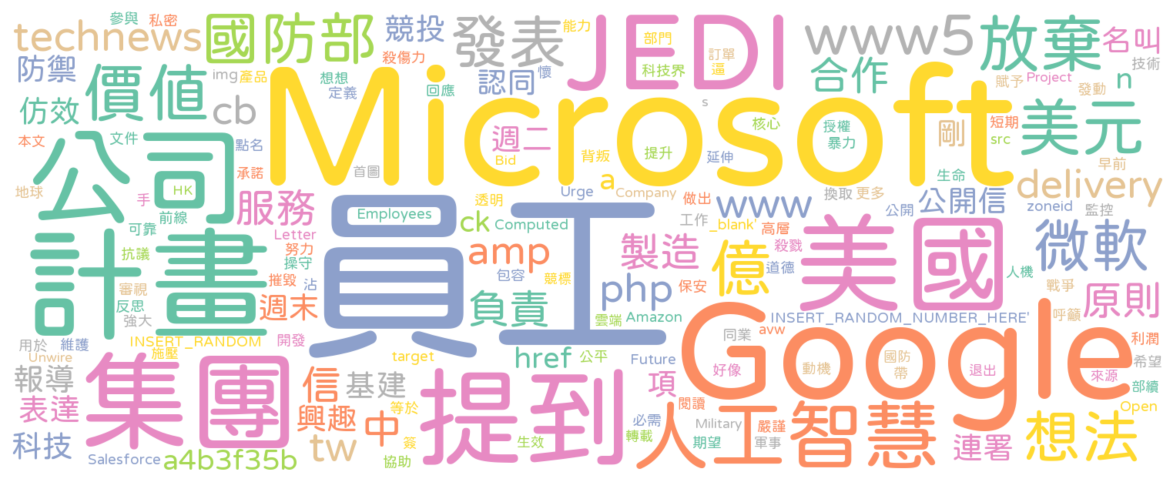 參與 私密
technews 國防部 競投 發表 能力 JEDI 部門 訂單 逼 www5 放棄 名叫
防禦 價值 img 產品 想想 定義 殺傷力 回應 認同 懷 科技界 合作 n 賦予 Project 發動 技術
仿效 cb Microsoft s 美元
本文 文件 點名 週二 Bid 背叛 提升 核心 延伸 授權 暴力 剛 短期 src 早前
公司 承諾 首圖 a Company 生命
地球 HK 手 前線 服務 透明 Urge 做出 換取 更多 delivery
可靠 Letter Employees ck Computed _blank' 工作 高層 www 公開 公開信 zoneid 監控
計畫 抗議 努力 操守 員工 amp 包容 製造 億 殺戮 道德 美國 人機 微軟
審視 反思 強大 摧毀 沾 週末 負責 競標 php 保安 戰爭 原則
雲端 Amazon INSERT_RANDOM_NUMBER_HERE' 呼籲
用於 維護 INSERT_RANDOM 開發 同業 avw 利潤
Unwire 施壓 target href 公平 Future Google 國防 希望
報導 集團 信 基建 提到 項 好像 動機 帶 退出 來源 部續
表達 興趣 等於 必需 閱讀 人工智慧 Open
科技 tw 中 簽 生效 轉載 Military 嚴謹 連署 想法
Salesforce a4b3f35b 協助 期望 軍事